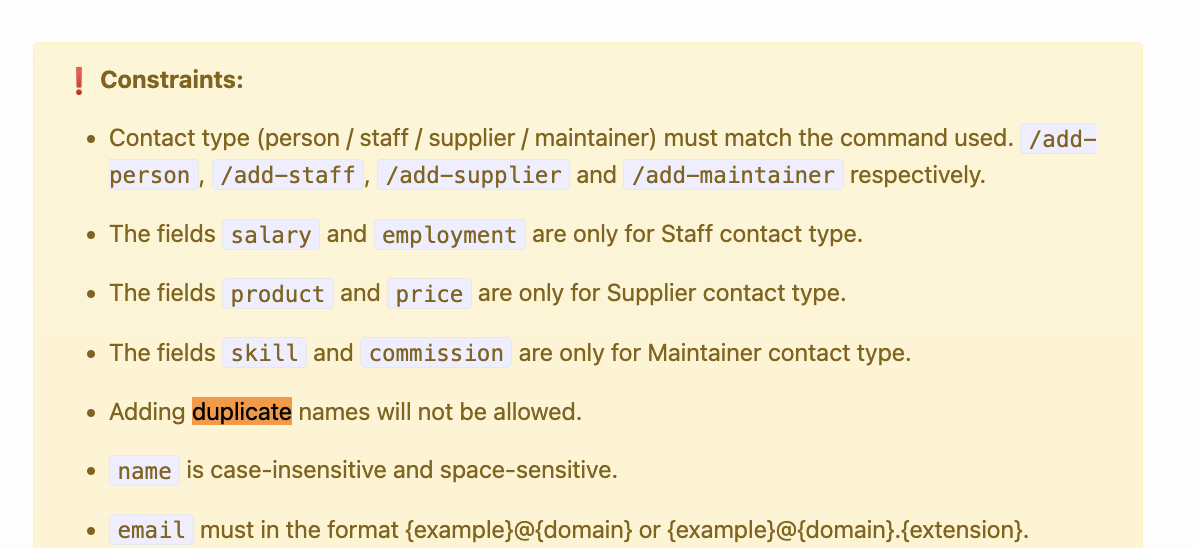 ❗ Constraints:
• Contact type (person / staff / supplier / maintainer) must match the command used. /add-
person, /add-staff, /add-supplier and /add-maintainer respectively.
• The fields salary and employment are only for Staff contact type.
• The fields product and price are only for Supplier contact type.
• The fields skill and commission are only for Maintainer contact type.
• Adding duplicate names will not be allowed.
• name is case-insensitive and space-sensitive.
• email must in the format {example}@{domain} or {example}@{domain}.{extension}.